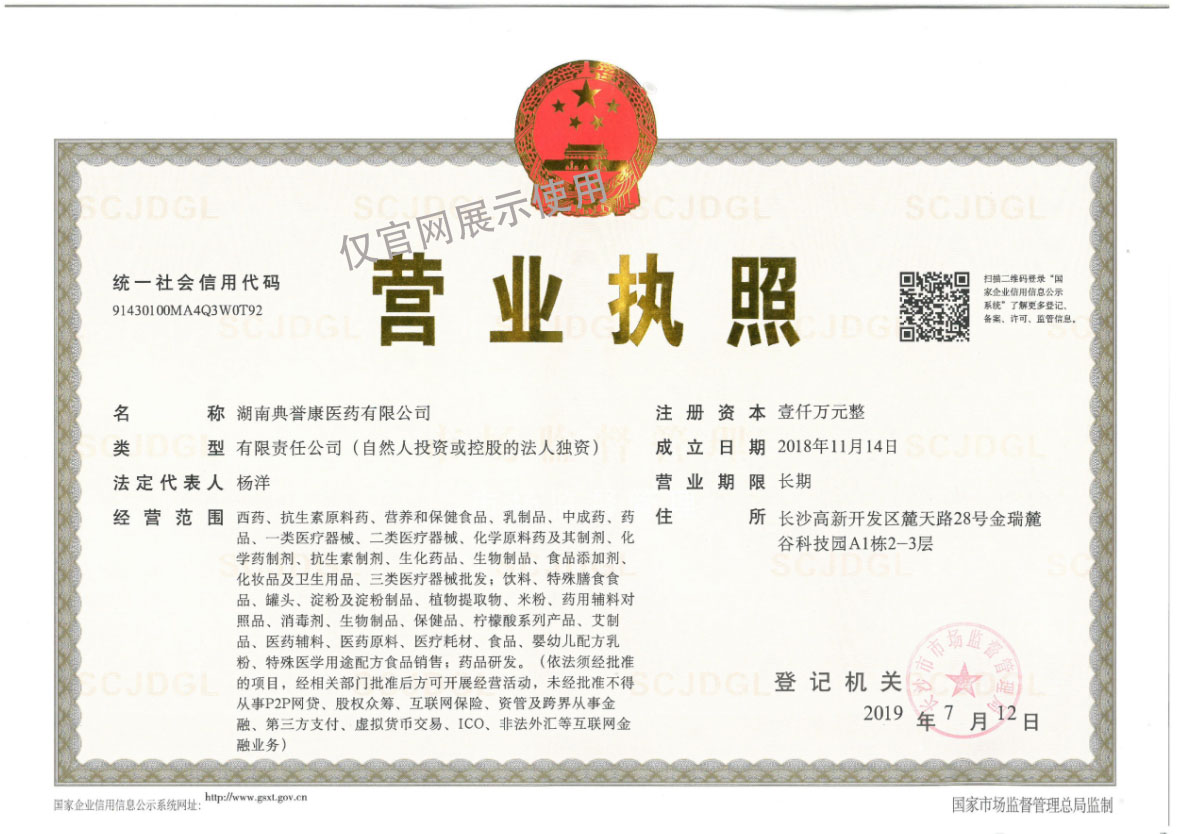 仅官网展示使用
营业执照
统一社会信用代码
91430100MA4Q3W0T92
扫描二维码登录“国
家企业信用信息公示
系统”了解更多登记、
备案、许可、监管信息。
名称 湖南典誉康医药有限公司
类型 有限责任公司（自然人投资或控股的法人独资）
法定代表人 杨洋
经营范围 西药、抗生素原料药、营养和保健食品、乳制品、中成药、药
品、一类医疗器械、二类医疗器械、化学原料药及其制剂、化
学药制剂、抗生素制剂、生化药品、生物制品、食品添加剂、
化妆品及卫生用品、三类医疗器械批发；饮料、特殊膳食食
品、罐头、淀粉及淀粉制品、植物提取物、米粉、药用辅料对
照品、消毒剂、生物制品、保健品、柠檬酸系列产品、艾制
品、医药辅料、医药原料、医疗耗材、食品、婴幼儿配方乳
粉、特殊医学用途配方食品销售；药品研发。（依法须经批准
的项目，经相关部门批准后方可开展经营活动，未经批准不得
从事P2P网贷、股权众筹、互联网保险、资管及跨界从事金
融、第三方支付、虚拟货币交易、ICO、非法外汇等互联网金
融业务）
注册资本 壹仟万元整
成立日期 2018年11月14日
营业期限 长期
住所 长沙高新开发区麓天路28号金瑞麓
谷科技园A1栋2-3层
登记机关
长沙市市场监督管理局
2019年7月12日
国家企业信用信息公示系统网址：http://www.gsxt.gov.cn
国家市场监督管理总局监制
SCJDGL